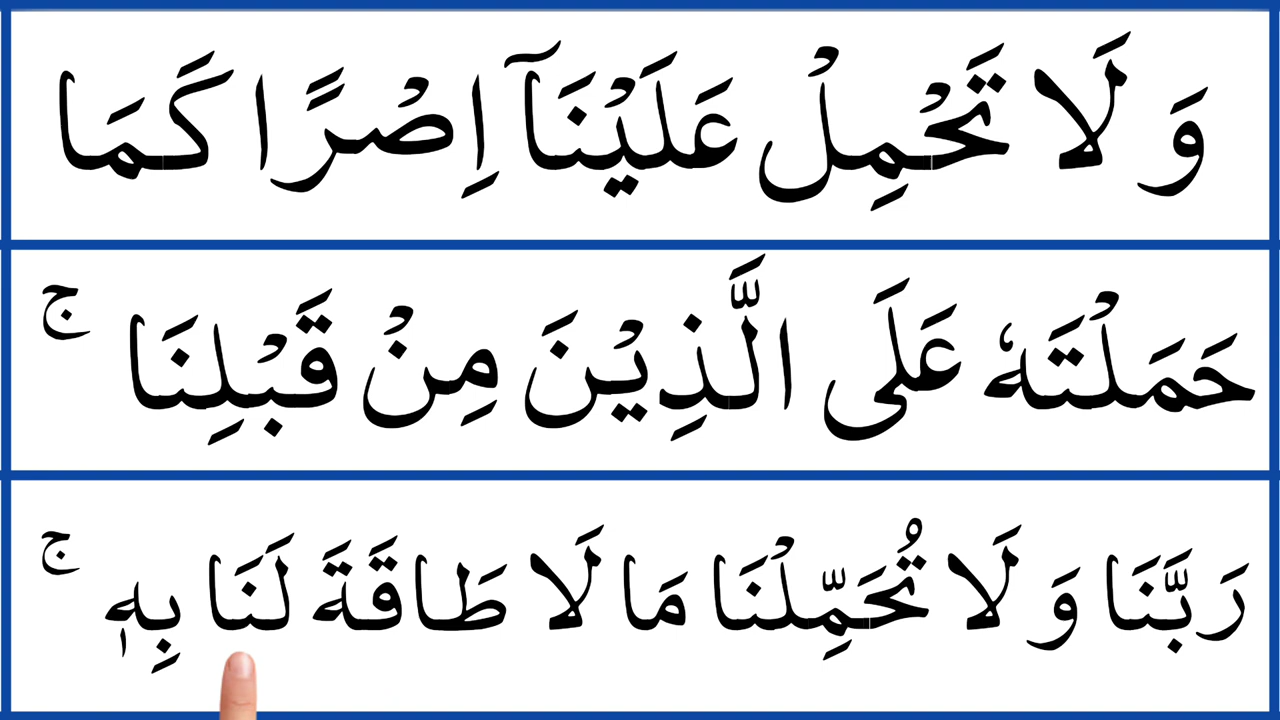 وَ لَا تَحْمِلْ عَلَيْنَآ اِصْرًا كَمَا
حَمَلْتَهٗ عَلَى الَّذِيْنَ مِنْ قَبْلِنَا ۚ
رَبَّنَا وَ لَا تُحَمِّلْنَا مَا لَا طَاقَةَ لَنَا بِهٖ ۚ